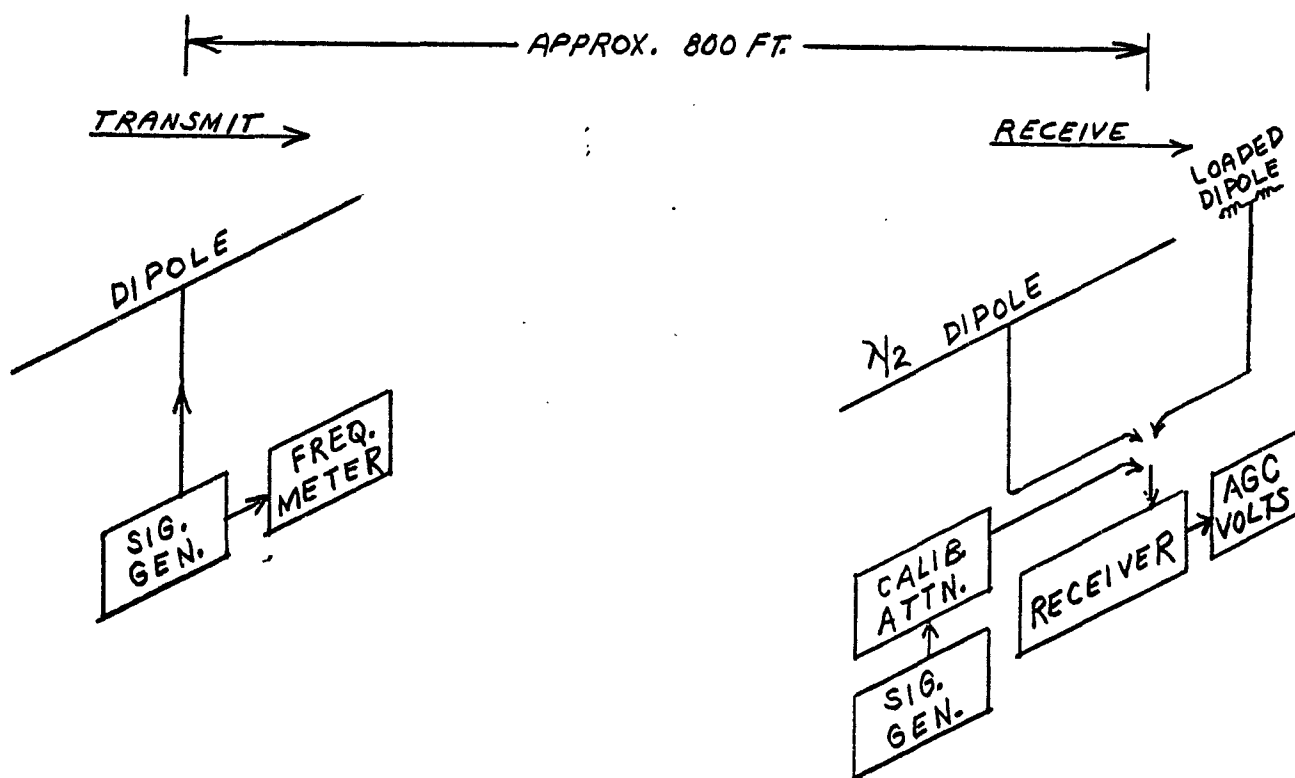 APPROX. 800 FT.
TRANSMIT
RECEIVE
LOADED
DIPOLE
DIPOLE
λ/2 DIPOLE
FREQ.
METER
SIG.
GEN.
AGC
VOLTS
CALIB.
ATTN.
RECEIVER
SIG.
GEN.